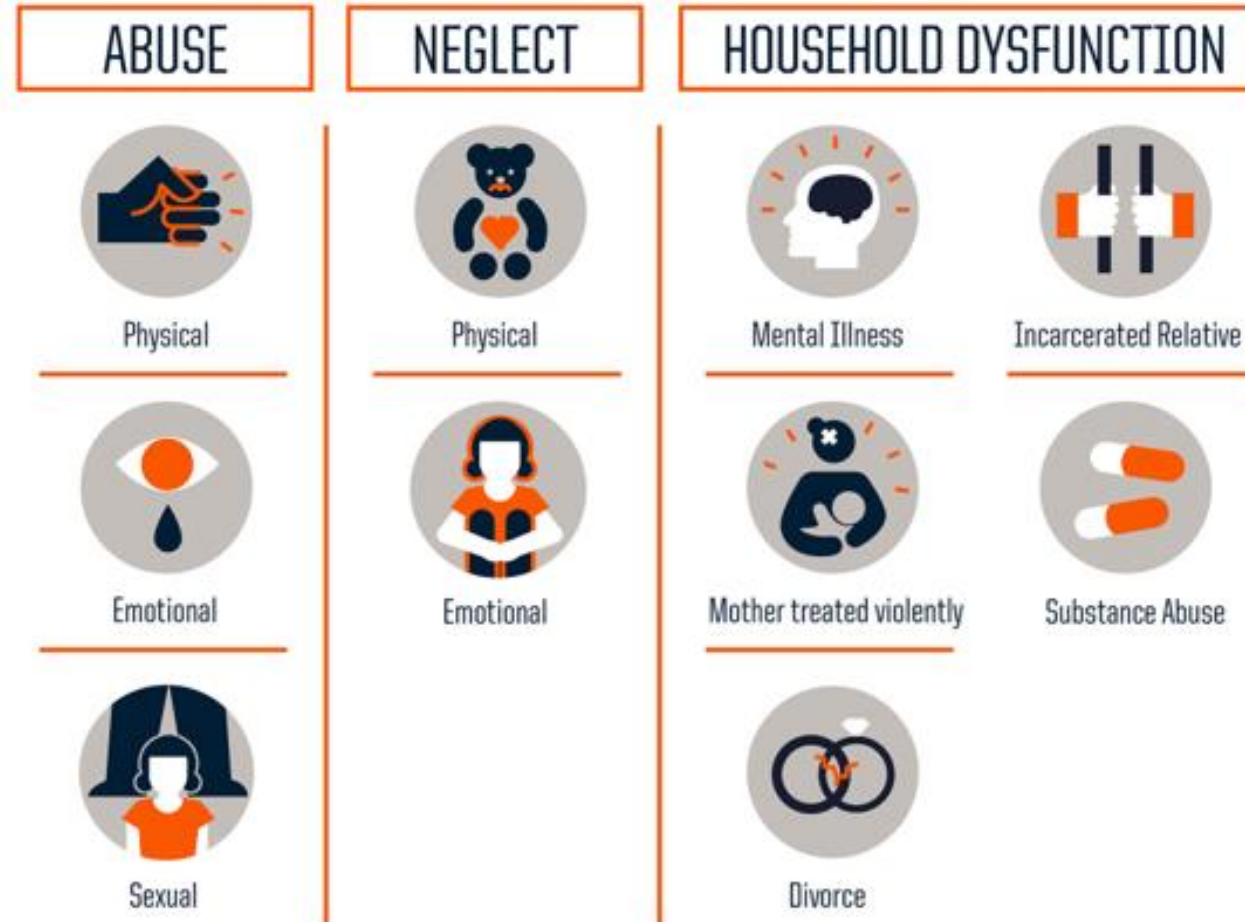 ABUSE
NEGLECT
HOUSEHOLD DYSFUNCTION
Physical
Emotional
Sexual
Physical
Emotional
Mental Illness
Incarcerated Relative
Mother treated violently
Substance Abuse
Divorce